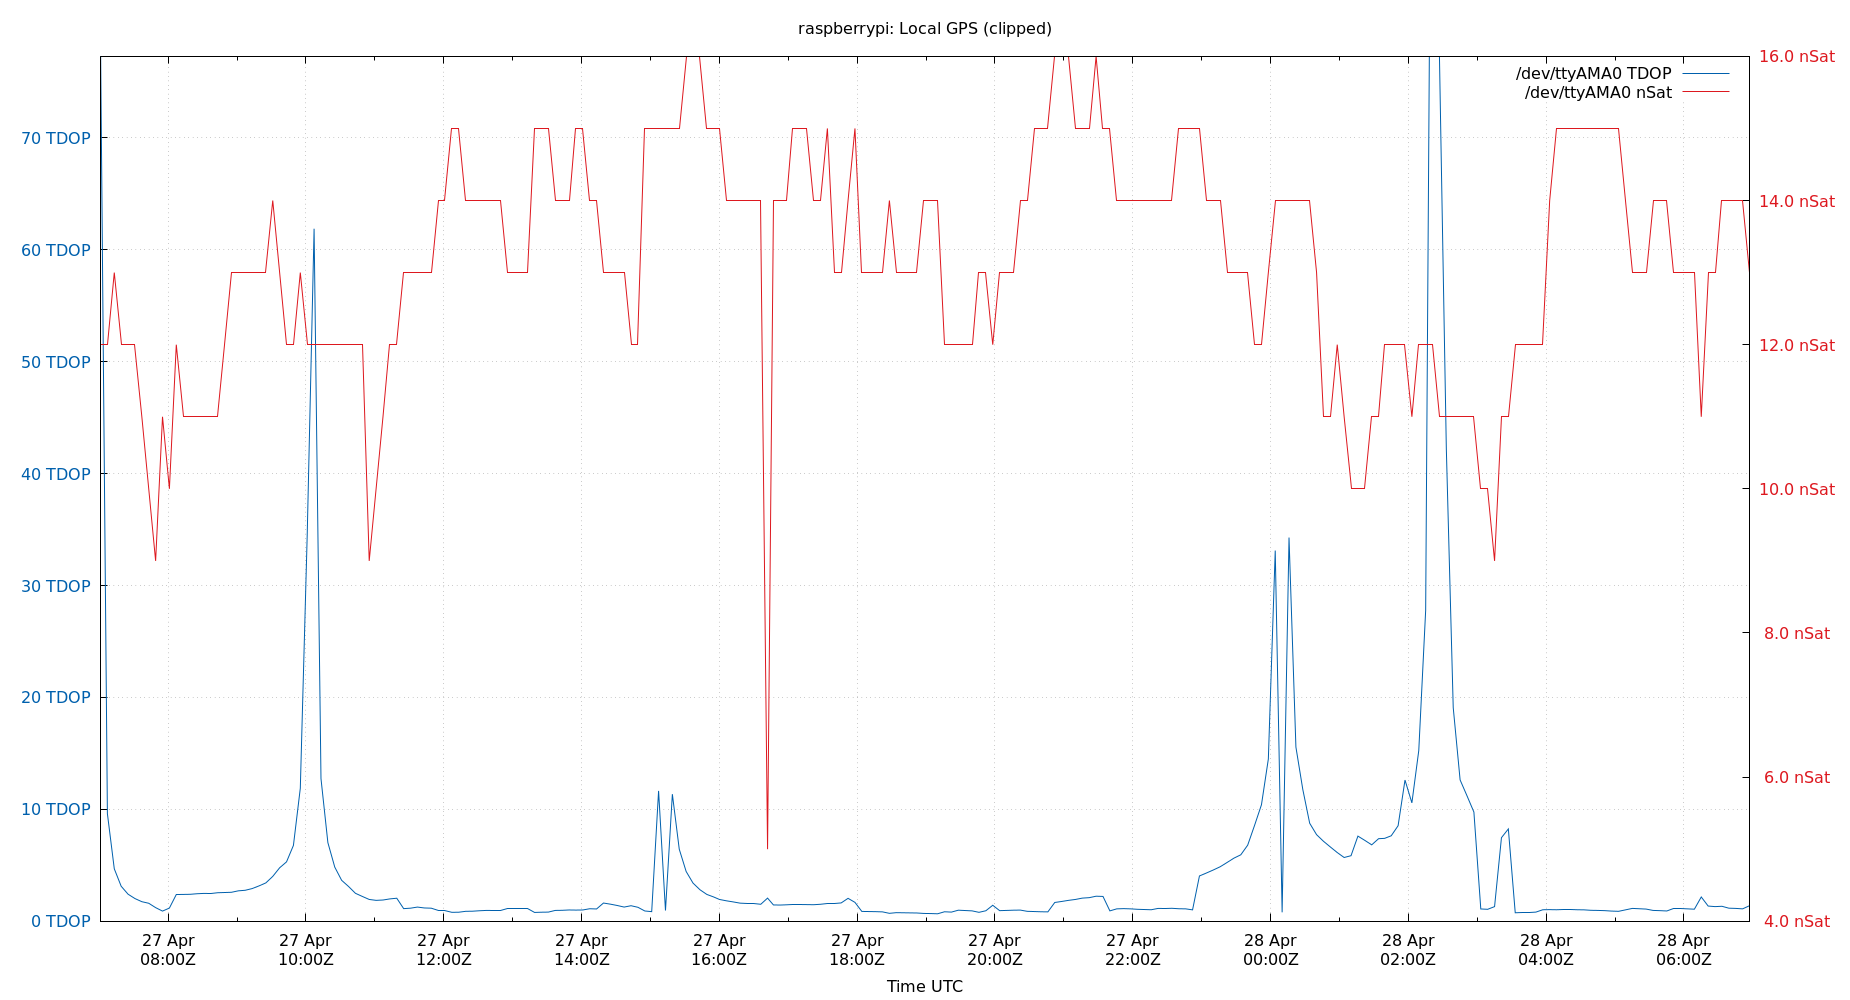 raspberrypi: Local GPS (clipped)
16.0 nSat
/dev/ttyAMA0 TDOP
/dev/ttyAMA0 nSat
70 TDOP
14.0 nSat
60 TDOP
50 TDOP
12.0 nSat
40 TDOP
10.0 nSat
30 TDOP
8.0 nSat
20 TDOP
10 TDOP
6.0 nSat
0 TDOP
4.0 nSat
27 Apr 27 Apr 27 Apr 27 Apr 27 Apr 27 Apr 27 Apr 27 Apr 28 Apr 28 Apr 28 Apr 28 Apr
08:00Z 10:00Z 12:00Z 14:00Z 16:00Z 18:00Z 20:00Z 22:00Z 00:00Z 02:00Z 04:00Z 06:00Z
Time UTC